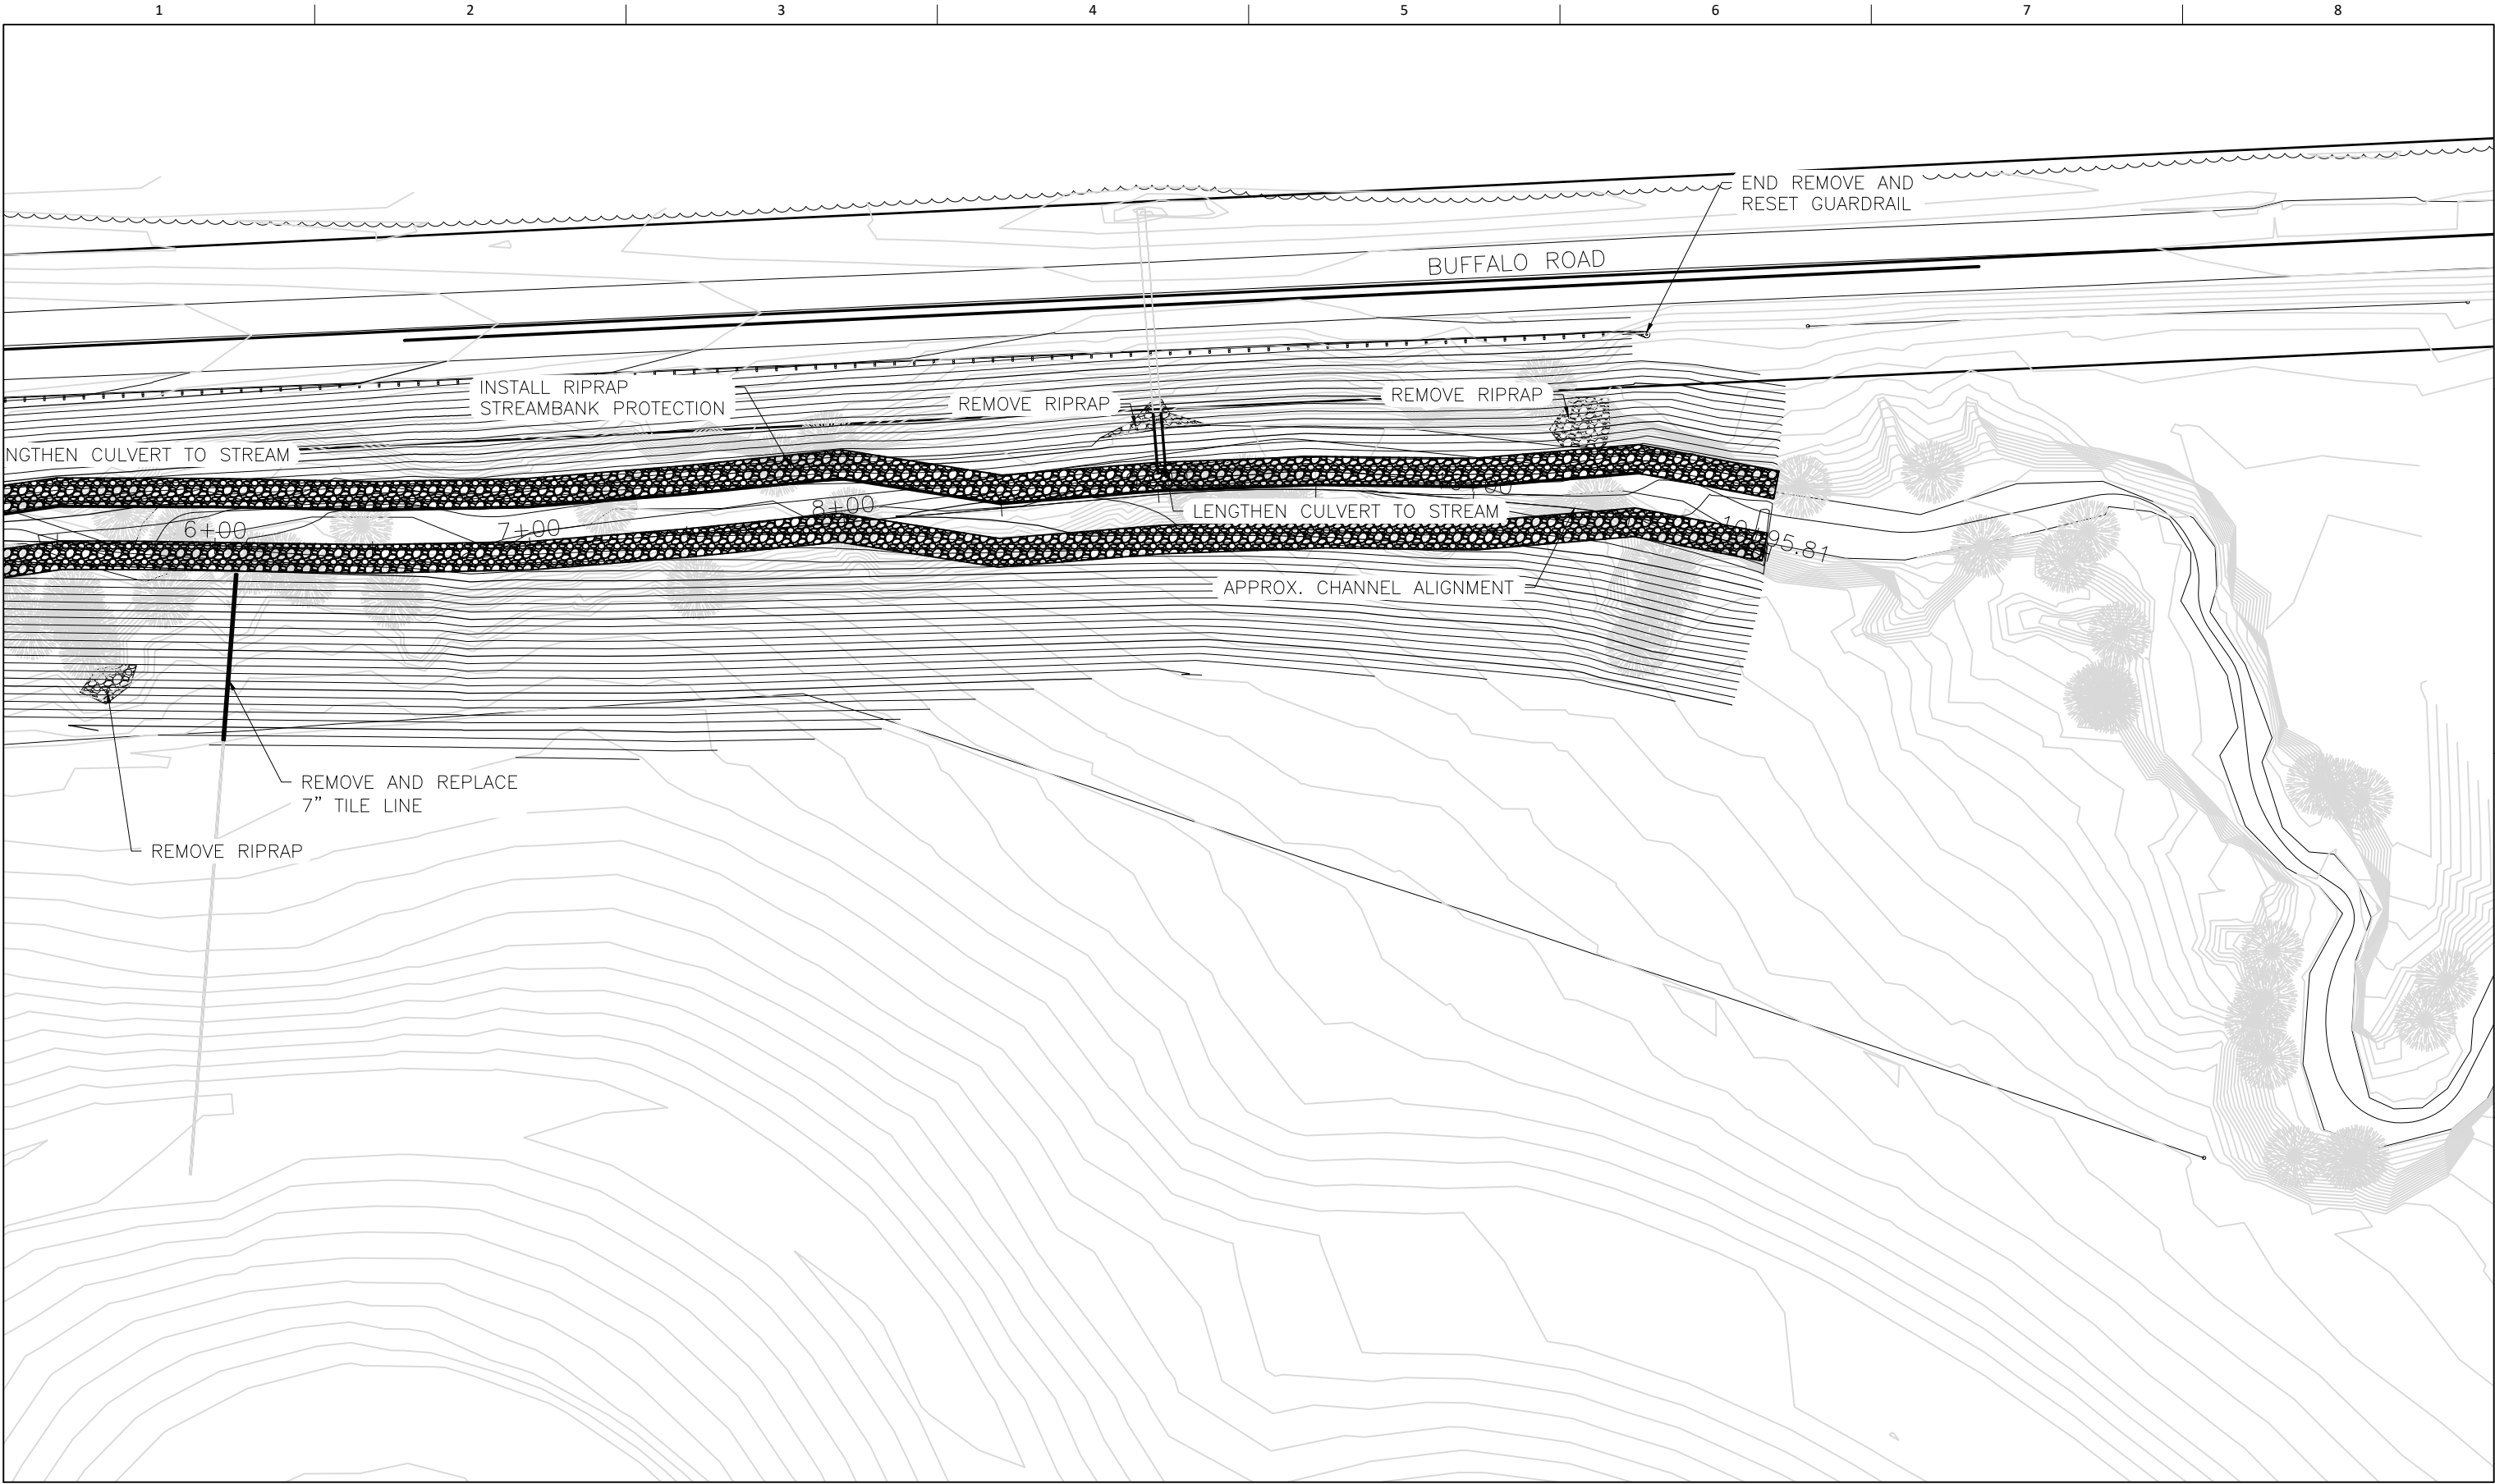 1 2 3 4 5 6 7 8
END REMOVE AND
RESET GUARDRAIL
BUFFALO ROAD
INSTALL RIPRAP
STREAMBANK PROTECTION
REMOVE RIPRAP
REMOVE RIPRAP
NGTHEN CULVERT TO STREAM
LENGTHEN CULVERT TO STREAM
6+00
7+00
8+00
APPROX. CHANNEL ALIGNMENT
REMOVE AND REPLACE
7" TILE LINE
REMOVE RIPRAP